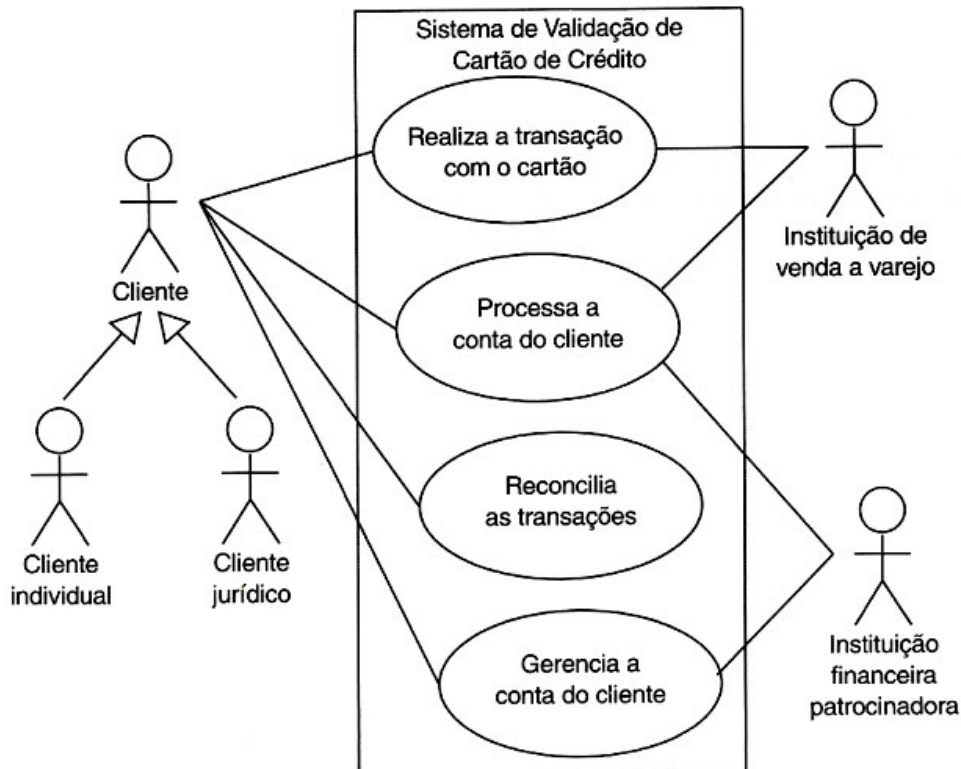 Sistema de Validação de
Cartão de Crédito
Realiza a transação
com o cartão
Instituição de
venda a varejo
Cliente
Processa a
conta do cliente
Reconcilia
as transações
Cliente
individual
Cliente
jurídico
Gerencia a
conta do cliente
Instituição
financeira
patrocinadora